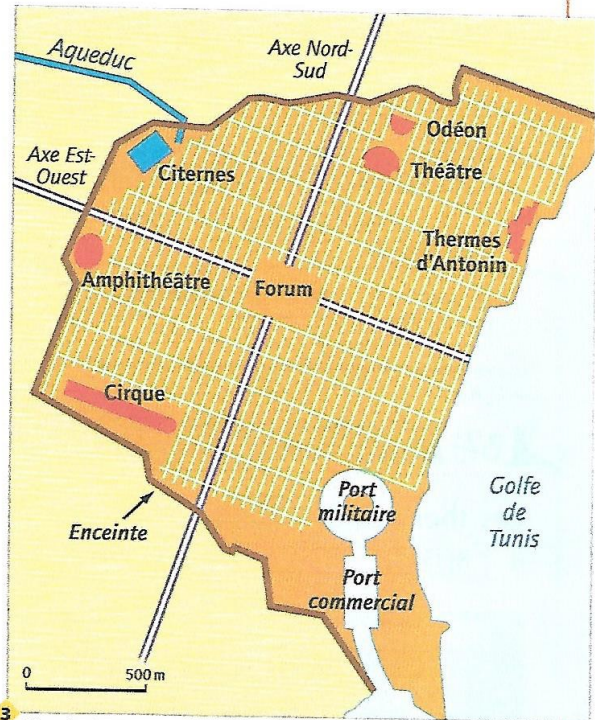 Aqueduc
Axe Nord-
Sud
Axe Est-
Ouest
Citernes
Odéon
Théâtre
Thermes
d'Antonin
Amphithéâtre
Forum
Cirque
Enceinte
Port
militaire
Port
commercial
Golfe
de
Tunis
0 500 m
3